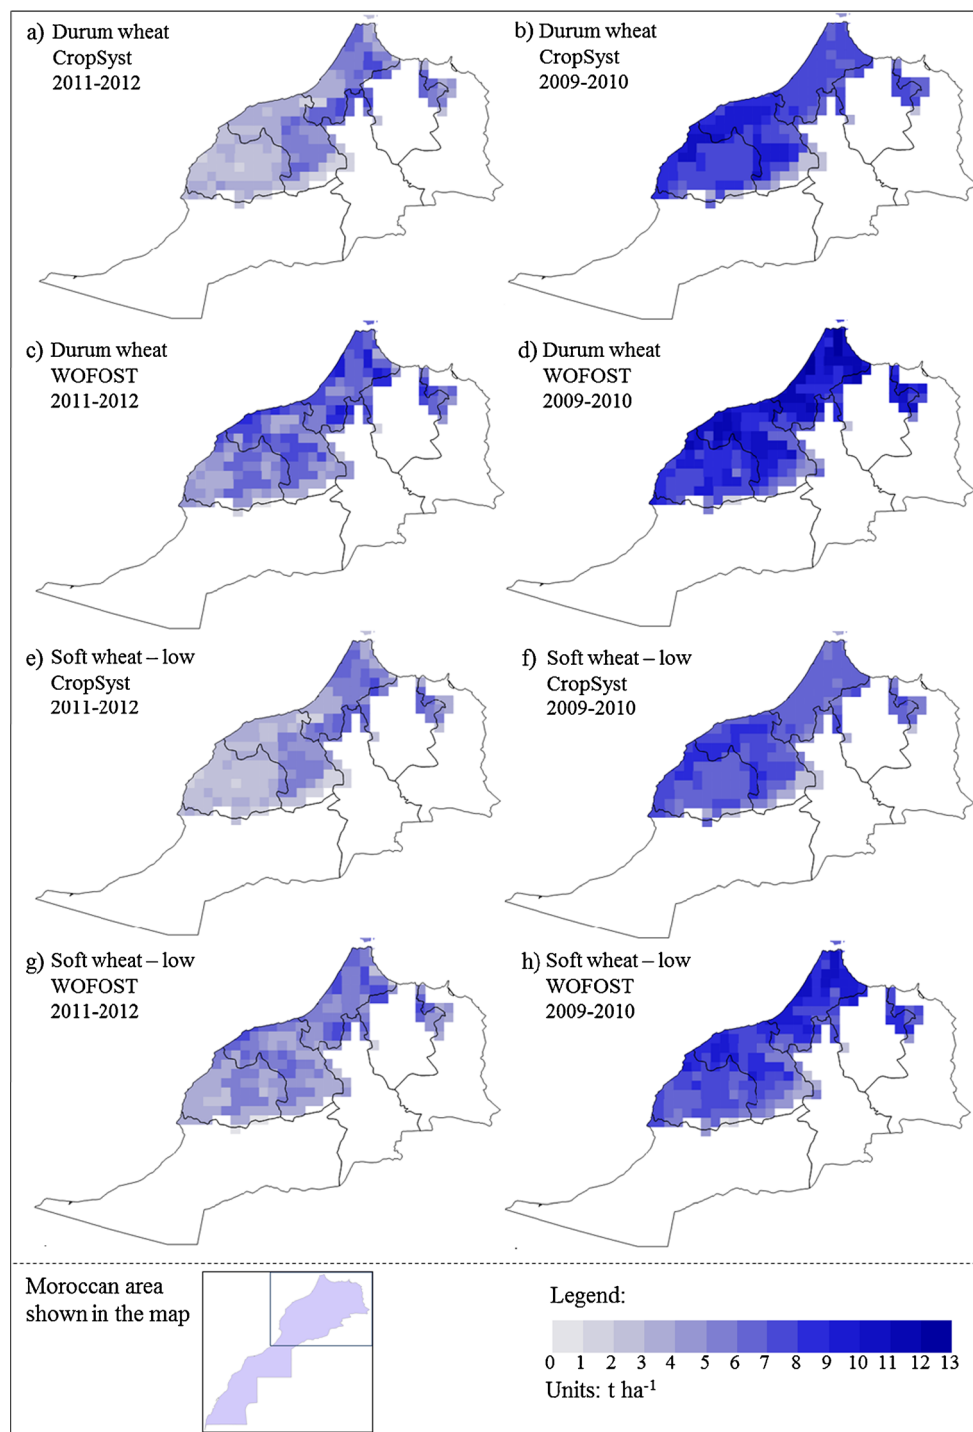 a) Durum wheat
CropSyst
2011-2012
b) Durum wheat
CropSyst
2009-2010
c) Durum wheat
WOFOST
2011-2012
d) Durum wheat
WOFOST
2009-2010
e) Soft wheat – low
CropSyst
2011-2012
f) Soft wheat – low
CropSyst
2009-2010
g) Soft wheat – low
WOFOST
2011-2012
h) Soft wheat – low
WOFOST
2009-2010
Moroccan area
shown in the map
Legend:
0 1 2 3 4 5 6 7 8 9 10 11 12 13
Units: t ha⁻¹